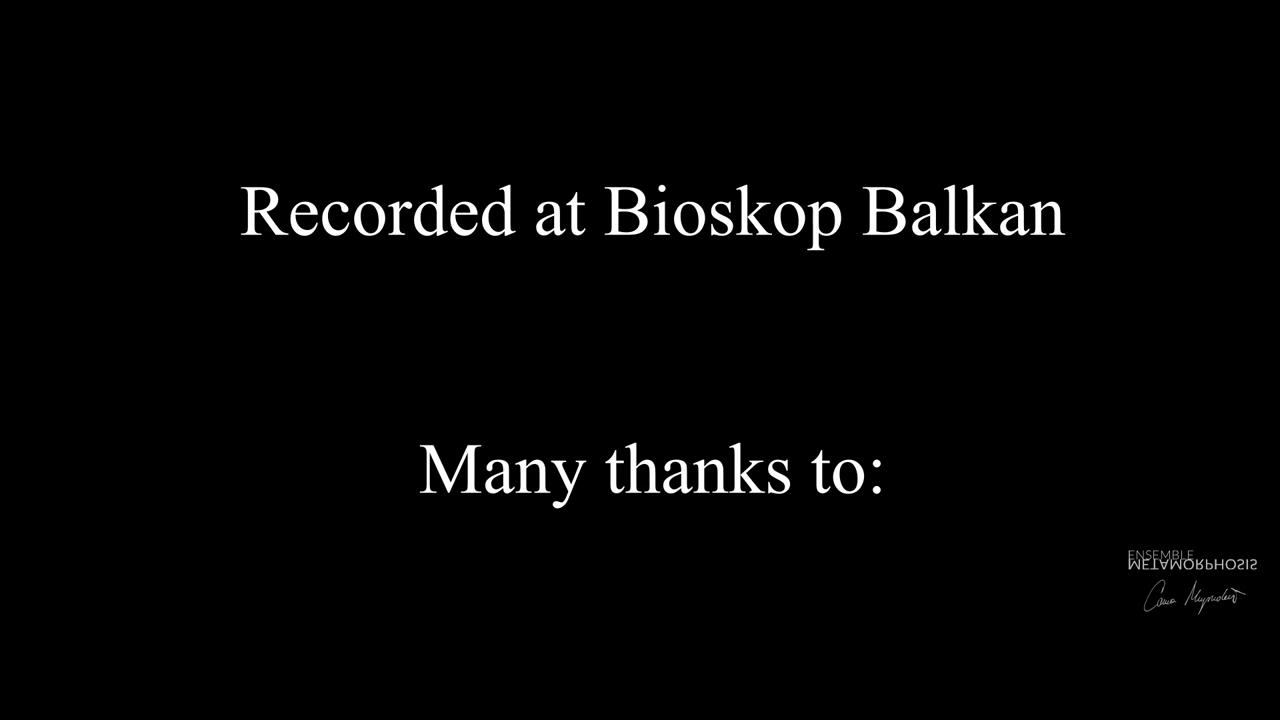 Recorded at Bioskop Balkan
Many thanks to:
ENSEMBLE
METAMORPHOSIS